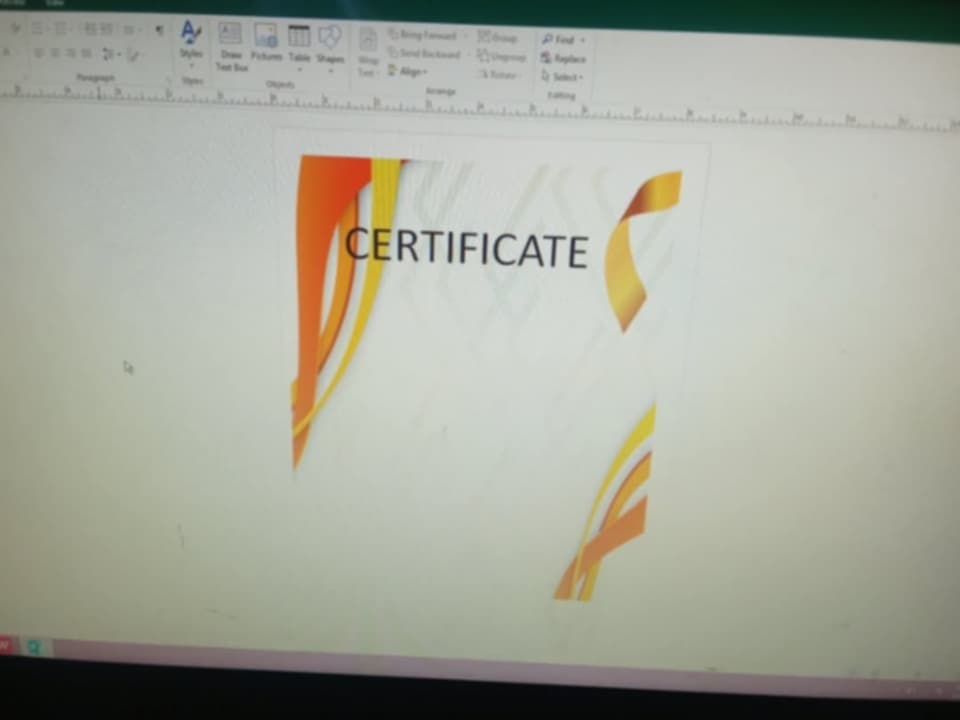 Styles
Draw
Text Box
Pictures
Table
Shapes
Wrap
Text
Bring Forward
Send Backward
Align
Group
Ungroup
Rotate
Find
Replace
Select
Paragraph
Styles
Objects
Arrange
Editing
CERTIFICATE